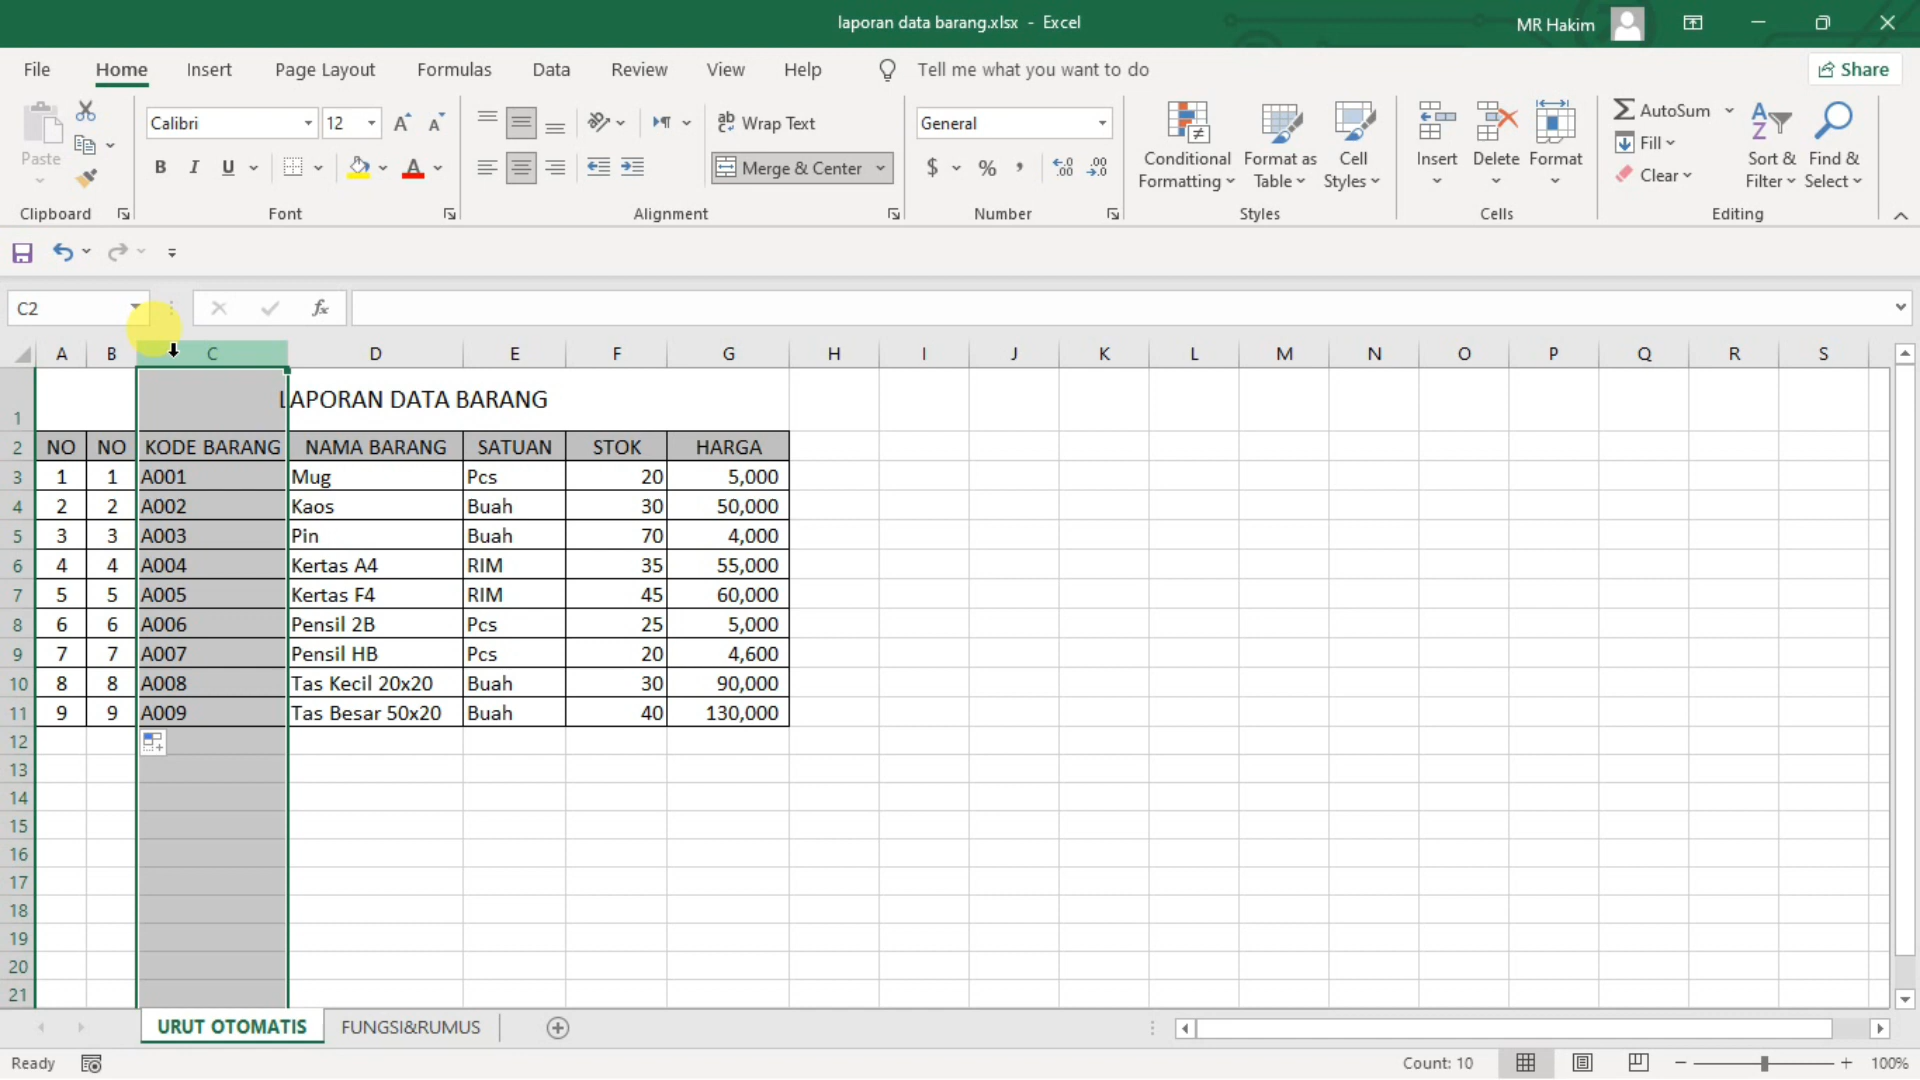 laporan data barang.xlsx - Excel
MR Hakim
File Home Insert Page Layout Formulas Data Review View Help Tell me what you want to do Share
Paste
Clipboard
Calibri 12
B I U A
Font
ab Wrap Text
Merge & Center
Alignment
General
$ % ,
Number
Conditional Formatting
Format as Table
Cell Styles
Styles
Insert Delete Format
Cells
AutoSum
Fill
Clear
Sort & Filter
Find & Select
Editing
C2 fx
A B C D E F G H I J K L M N O P Q R S
1 LAPORAN DATA BARANG
2 NO NO KODE BARANG NAMA BARANG SATUAN STOK HARGA
3 1 1 A001 Mug Pcs 20 5,000
4 2 2 A002 Kaos Buah 30 50,000
5 3 3 A003 Pin Buah 70 4,000
6 4 4 A004 Kertas A4 RIM 35 55,000
7 5 5 A005 Kertas F4 RIM 45 60,000
8 6 6 A006 Pensil 2B Pcs 25 5,000
9 7 7 A007 Pensil HB Pcs 20 4,600
10 8 8 A008 Tas Kecil 20x20 Buah 30 90,000
11 9 9 A009 Tas Besar 50x20 Buah 40 130,000
12
13
14
15
16
17
18
19
20
21
URUT OTOMATIS FUNGSI&RUMUS
Ready Count: 10 100%